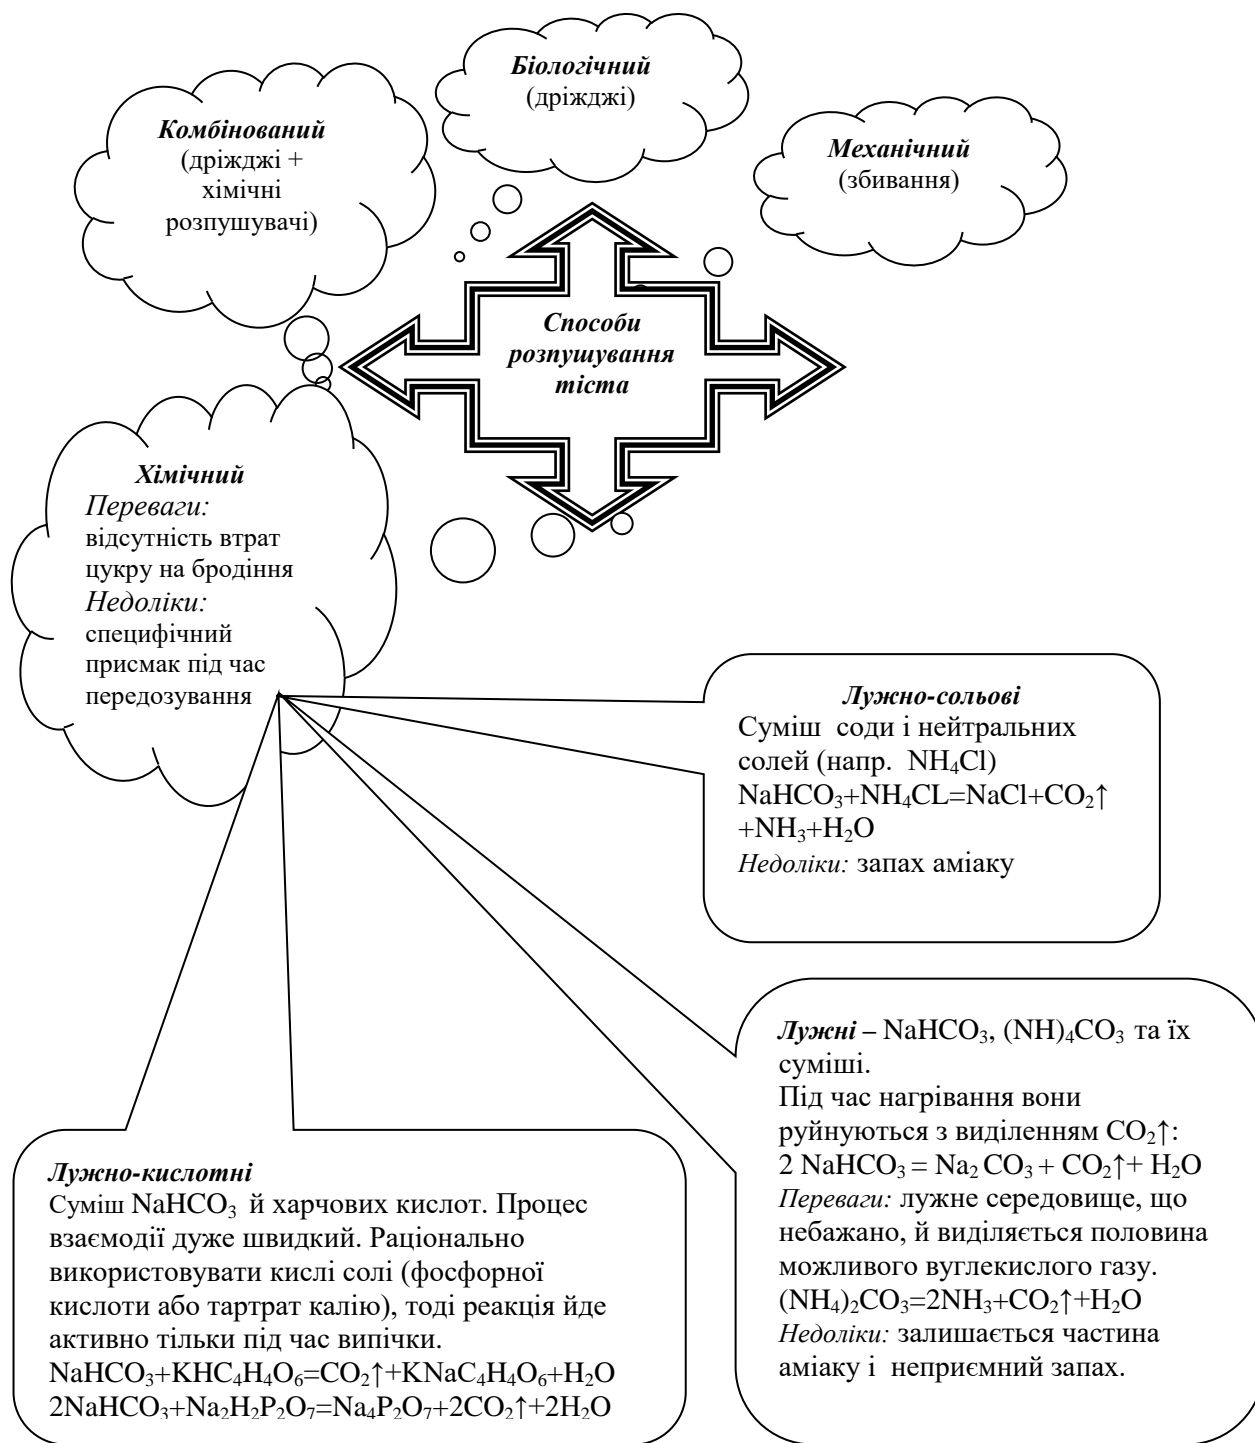 Біологічний
(дріжджі)
Комбінований
(дріжджі +
хімічні
розпушувачі)
Механічний
(збивання)
Способи
розпушування
тіста
Хімічний
Переваги:
відсутність втрат
цукру на бродіння
Недоліки:
специфічний
присмак під час
передозування
Лужно-сольові
Суміш соди і нейтральних
солей (напр. NH₄Cl)
NaHCO₃+NH₄CL=NaCl+CO₂↑
+NH₃+H₂O
Недоліки: запах аміаку
Лужні – NaHCO₃, (NH)₄CO₃ та їх
суміші.
Під час нагрівання вони
руйнуються з виділенням CO₂↑:
2 NaHCO₃ = Na₂ CO₃ + CO₂↑+ H₂O
Переваги: лужне середовище, що
небажано, й виділяється половина
можливого вуглекислого газу.
(NH₄)₂CO₃=2NH₃+CO₂↑+H₂O
Недоліки: залишається частина
аміаку і неприємний запах.
Лужно-кислотні
Суміш NaHCO₃ й харчових кислот. Процес
взаємодії дуже швидкий. Раціонально
використовувати кислі солі (фосфорної
кислоти або тартрат калію), тоді реакція йде
активно тільки під час випічки.
NaHCO₃+KHC₄H₄O₆=CO₂↑+KNaC₄H₄O₆+H₂O
2NaHCO₃+Na₂H₂P₂O₇=Na₄P₂O₇+2CO₂↑+2H₂O